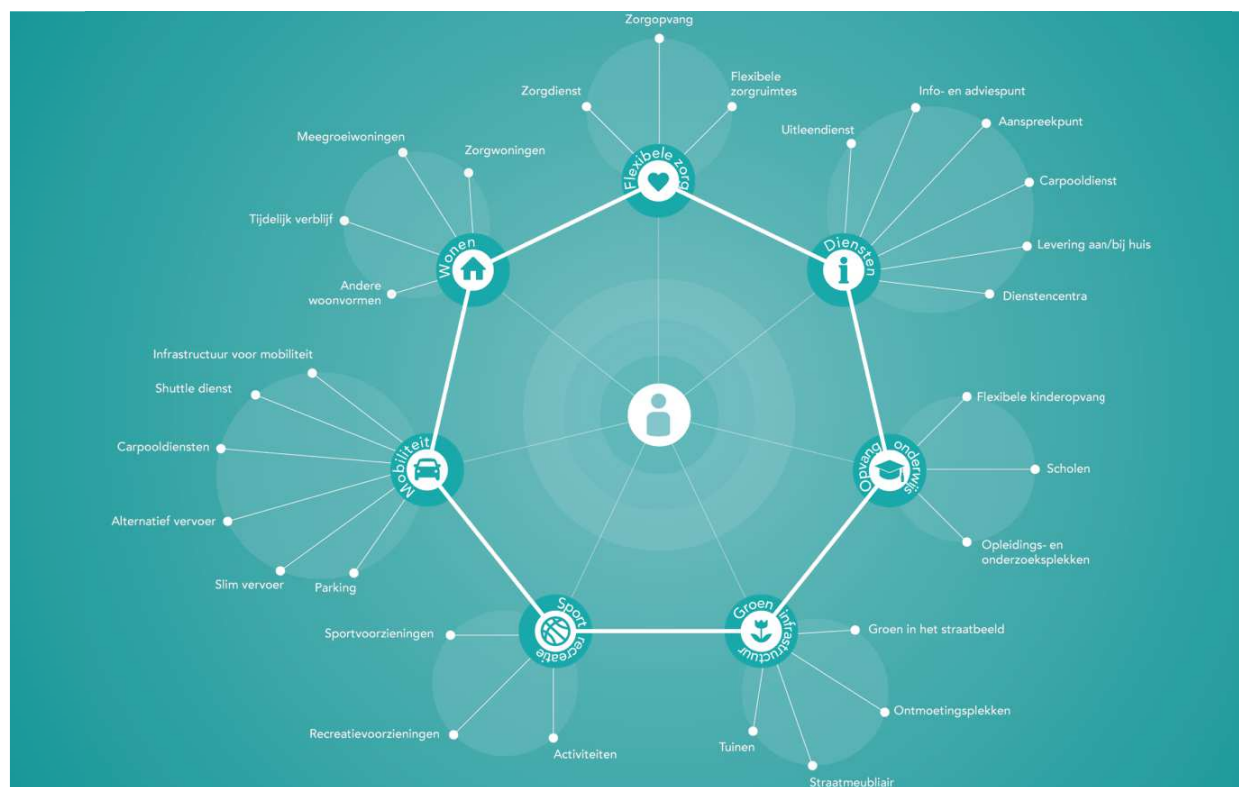 Zorgopvang
Zorgdienst
Flexibele
zorgruimtes
Flexibele zorg
Info- en adviespunt
Uitleendienst
Aanspreekpunt
Carpooldienst
Levering aan/bij huis
Dienstencentra
Diensten
Meegroeiwoningen
Zorgwoningen
Tijdelijk verblijf
Andere
woonvormen
Wonen
Infrastructuur voor mobiliteit
Shuttle dienst
Carpooldiensten
Alternatief vervoer
Slim vervoer
Parking
Mobiliteit
Flexibele kinderopvang
Scholen
Opleidings- en
onderzoeksplekken
Opvang onderwijs
Sportvoorzieningen
Recreatievoorzieningen
Activiteiten
Sport recreatie
Groen in het straatbeeld
Ontmoetingsplekken
Tuinen
Straatmeubliair
Groen infrastructuur